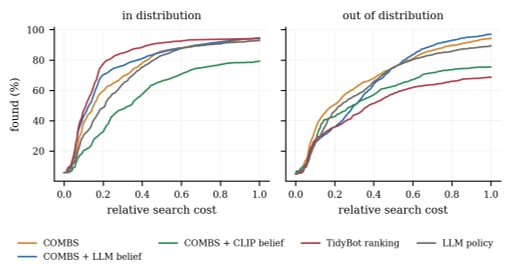 in distribution
out of distribution
found (%)
100
80
60
40
20
0.0 0.2 0.4 0.6 0.8 1.0
0.0 0.2 0.4 0.6 0.8 1.0
relative search cost
relative search cost
COMBS
COMBS + CLIP belief
TidyBot ranking
LLM policy
COMBS + LLM belief